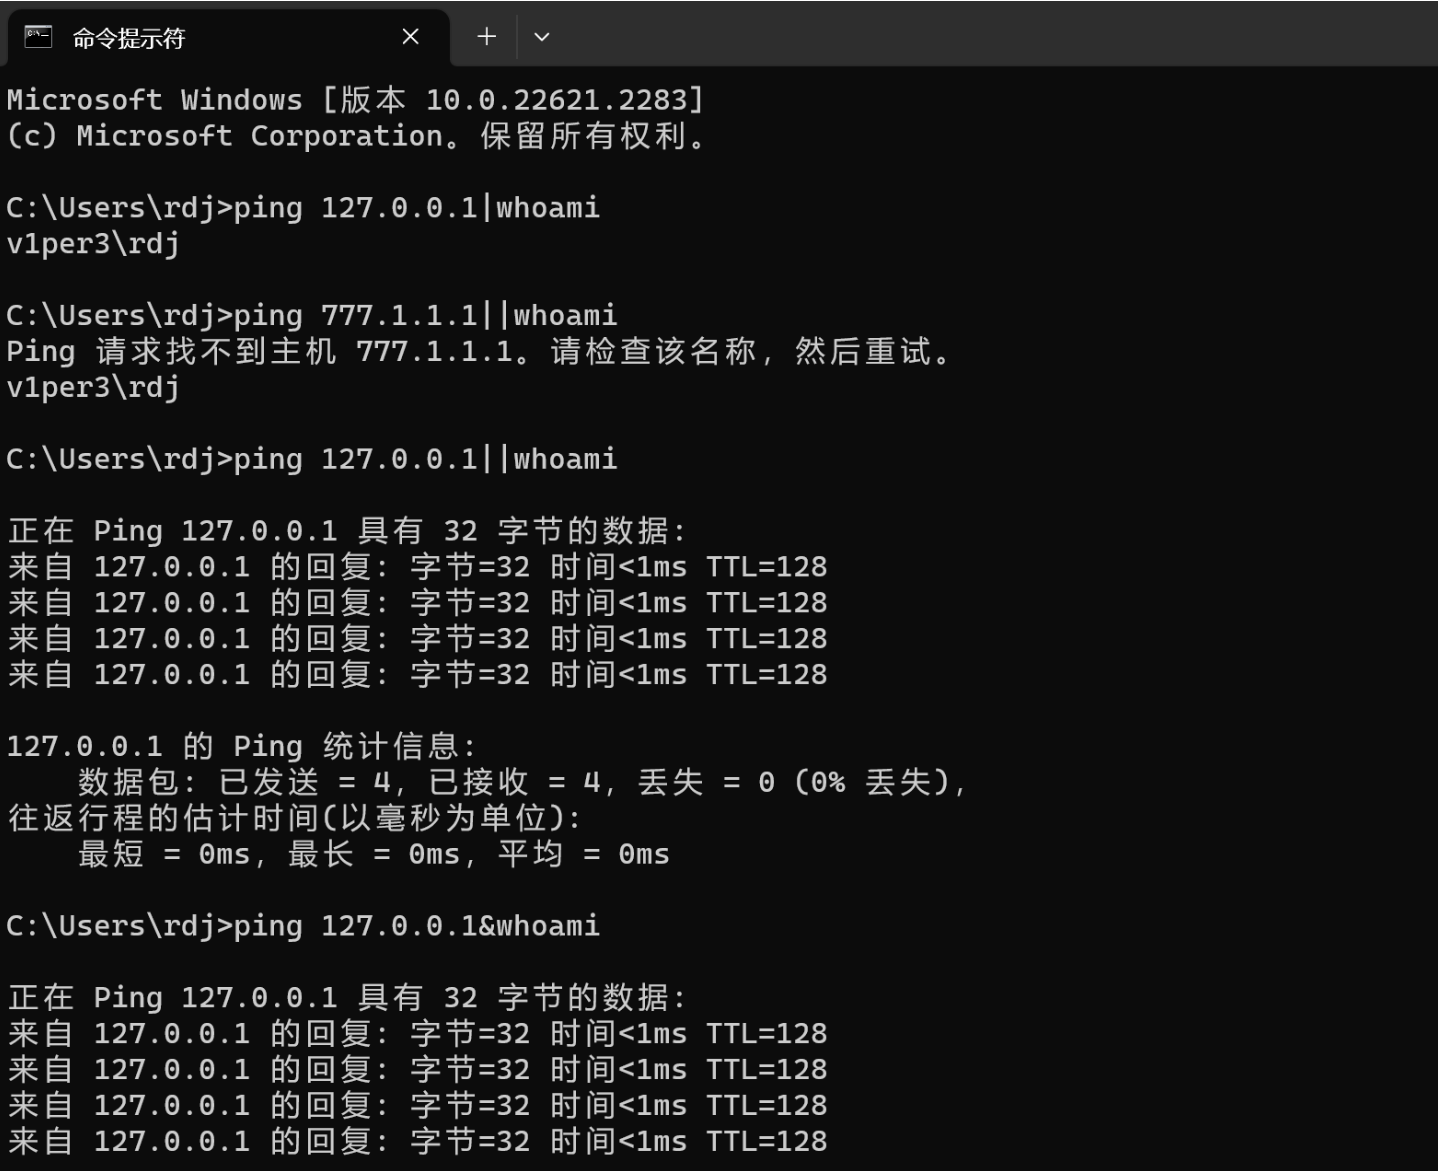 命令提示符
Microsoft Windows [版本 10.0.22621.2283]
(c) Microsoft Corporation。保留所有权利。
C:\Users\rdj>ping 127.0.0.1|whoami
v1per3\rdj
C:\Users\rdj>ping 777.1.1.1||whoami
Ping 请求找不到主机 777.1.1.1。请检查该名称，然后重试。
v1per3\rdj
C:\Users\rdj>ping 127.0.0.1||whoami
正在 Ping 127.0.0.1 具有 32 字节的数据:
来自 127.0.0.1 的回复: 字节=32 时间<1ms TTL=128
来自 127.0.0.1 的回复: 字节=32 时间<1ms TTL=128
来自 127.0.0.1 的回复: 字节=32 时间<1ms TTL=128
来自 127.0.0.1 的回复: 字节=32 时间<1ms TTL=128
127.0.0.1 的 Ping 统计信息:
    数据包: 已发送 = 4，已接收 = 4，丢失 = 0 (0% 丢失)，
往返行程的估计时间(以毫秒为单位):
    最短 = 0ms，最长 = 0ms，平均 = 0ms
C:\Users\rdj>ping 127.0.0.1&whoami
正在 Ping 127.0.0.1 具有 32 字节的数据:
来自 127.0.0.1 的回复: 字节=32 时间<1ms TTL=128
来自 127.0.0.1 的回复: 字节=32 时间<1ms TTL=128
来自 127.0.0.1 的回复: 字节=32 时间<1ms TTL=128
来自 127.0.0.1 的回复: 字节=32 时间<1ms TTL=128